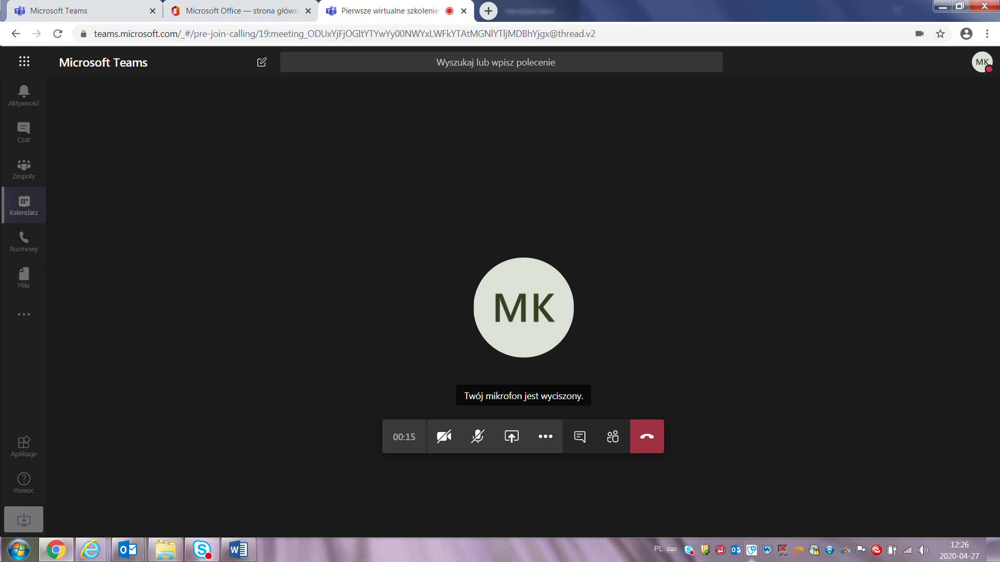 Microsoft Teams
Microsoft Office — strona główn
Pierwsze wirtualne szkolenie
teams.microsoft.com/_#/pre-join-calling/19:meeting_ODUxYjFjOGItYTYwYy00NWYxLWFkYTAtMGNlYTljMDBhYjgx@thread.v2
Microsoft Teams
Wyszukaj lub wpisz polecenie
MK
Aktywność
Czat
Zespoły
Kalendarz
Rozmowy
Pliki
MK
Twój mikrofon jest wyciszony.
00:15
Aplikacje
Pomoc
PL
12:26
2020-04-27